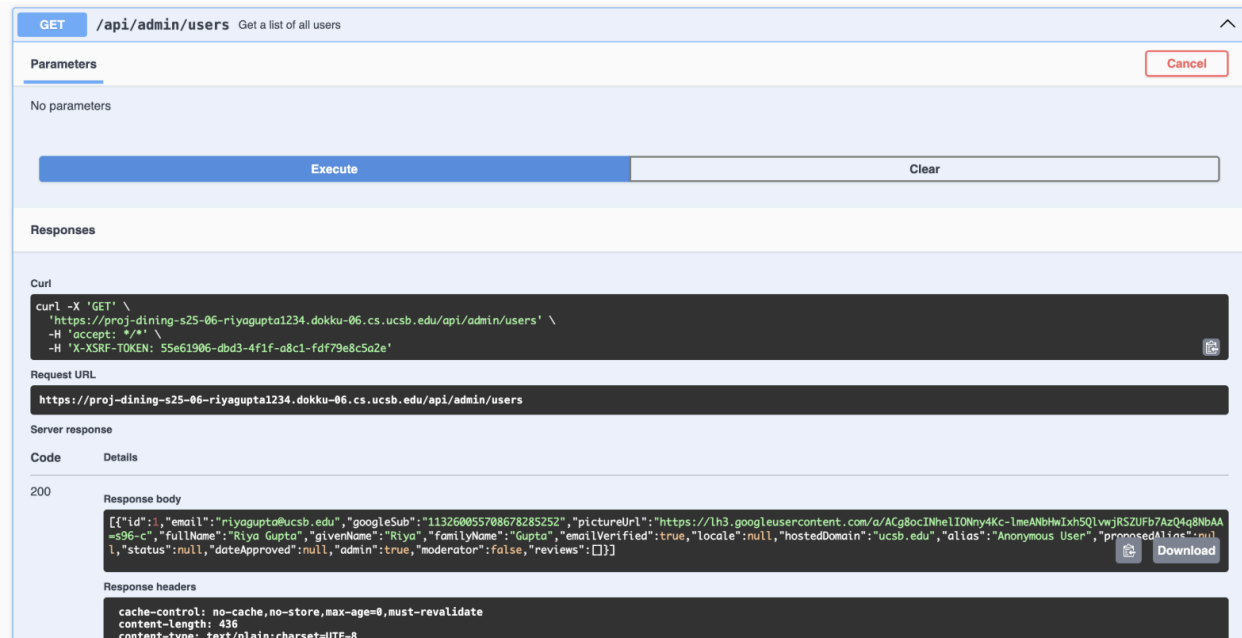 GET /api/admin/users Get a list of all users
Parameters
Cancel
No parameters
Execute
Clear
Responses
Curl
curl -X 'GET' \
'https://proj-dining-s25-06-riyagupta1234.dokku-06.cs.ucsb.edu/api/admin/users' \
-H 'accept: */*' \
-H 'X-XSRF-TOKEN: 55e61906-dbd3-4f1f-a8c1-fdf79e8c5a2e'
Request URL
https://proj-dining-s25-06-riyagupta1234.dokku-06.cs.ucsb.edu/api/admin/users
Server response
Code Details
200
Response body
[{"id":1,"email":"riyagupta@ucsb.edu","googleSub":"113260055708678285252","pictureUrl":"https://lh3.googleusercontent.com/a/ACg8ocINhelIONny4Kc-lmeANbHwIxh5QlvwjRSZUFb7AzQ4q8NbAA
=s96-c","fullName":"Riya Gupta","givenName":"Riya","familyName":"Gupta","emailVerified":true,"locale":null,"hostedDomain":"ucsb.edu","alias":"Anonymous User","proposedAlias":nul
l,"status":null,"dateApproved":null,"admin":true,"moderator":false,"reviews":[]}]
Download
Response headers
cache-control: no-cache,no-store,max-age=0,must-revalidate
content-length: 436
content-type: text/plain;charset=UTF-8